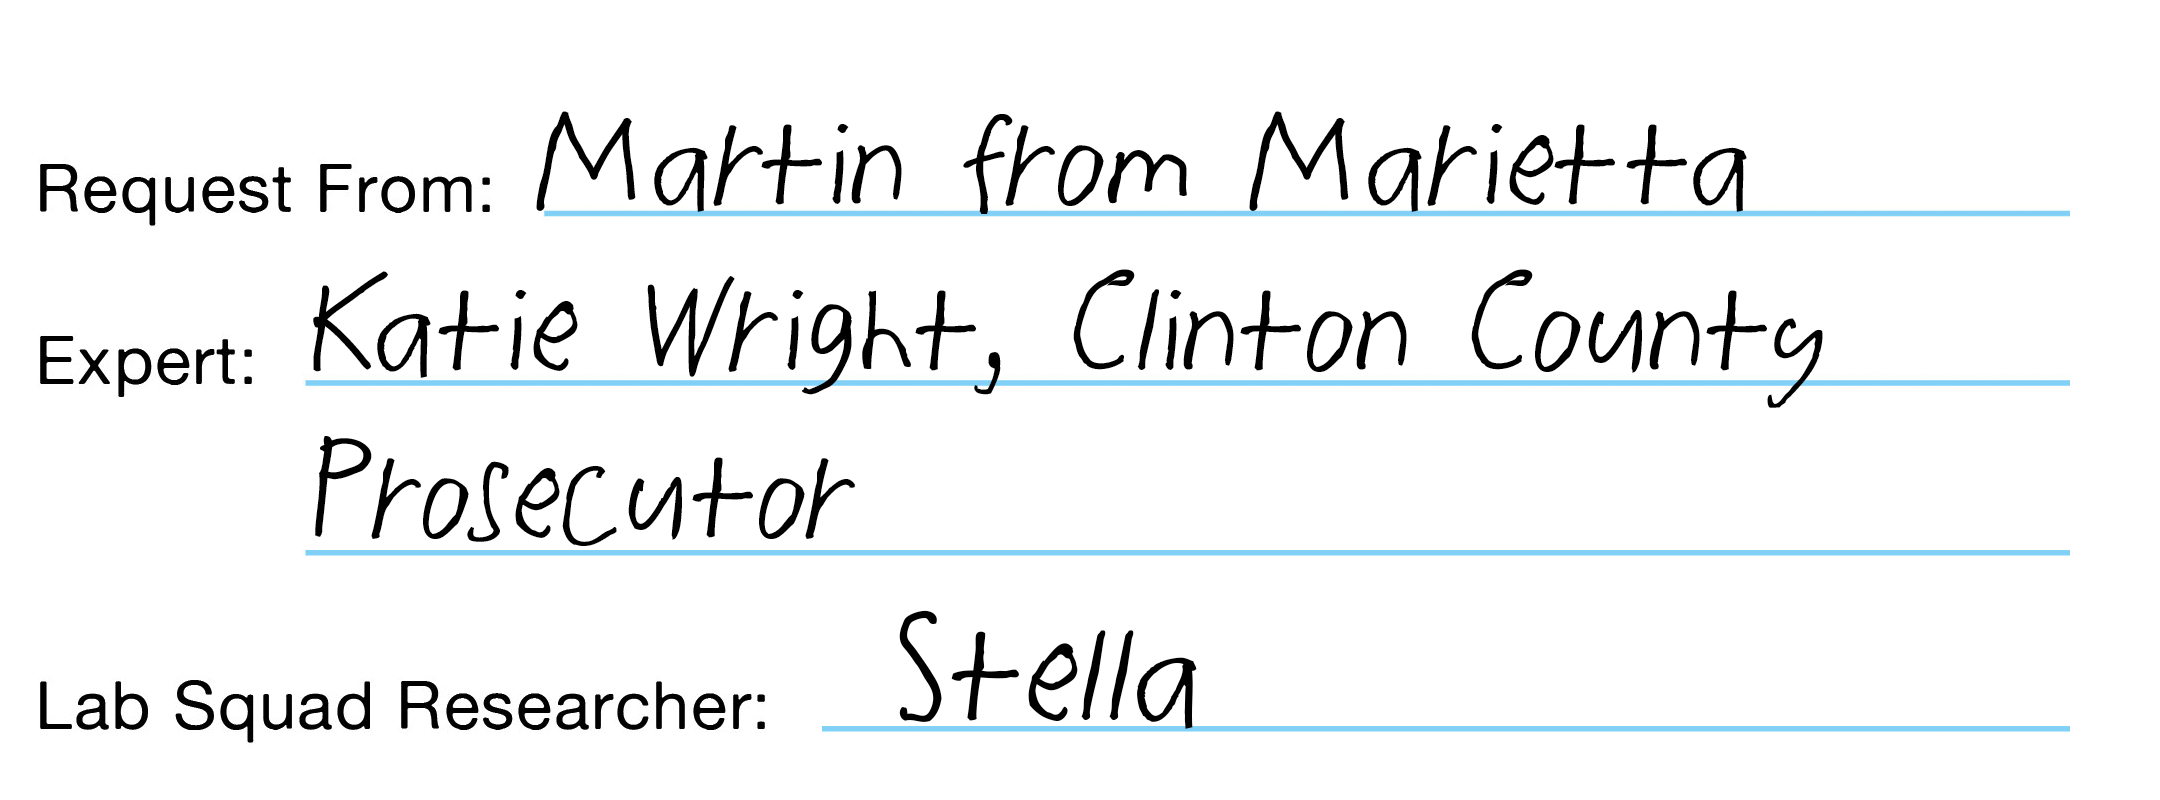 Request From: Martin from Marietta
Expert: Katie Wright, Clinton County
Prosecutor
Lab Squad Researcher: Stella